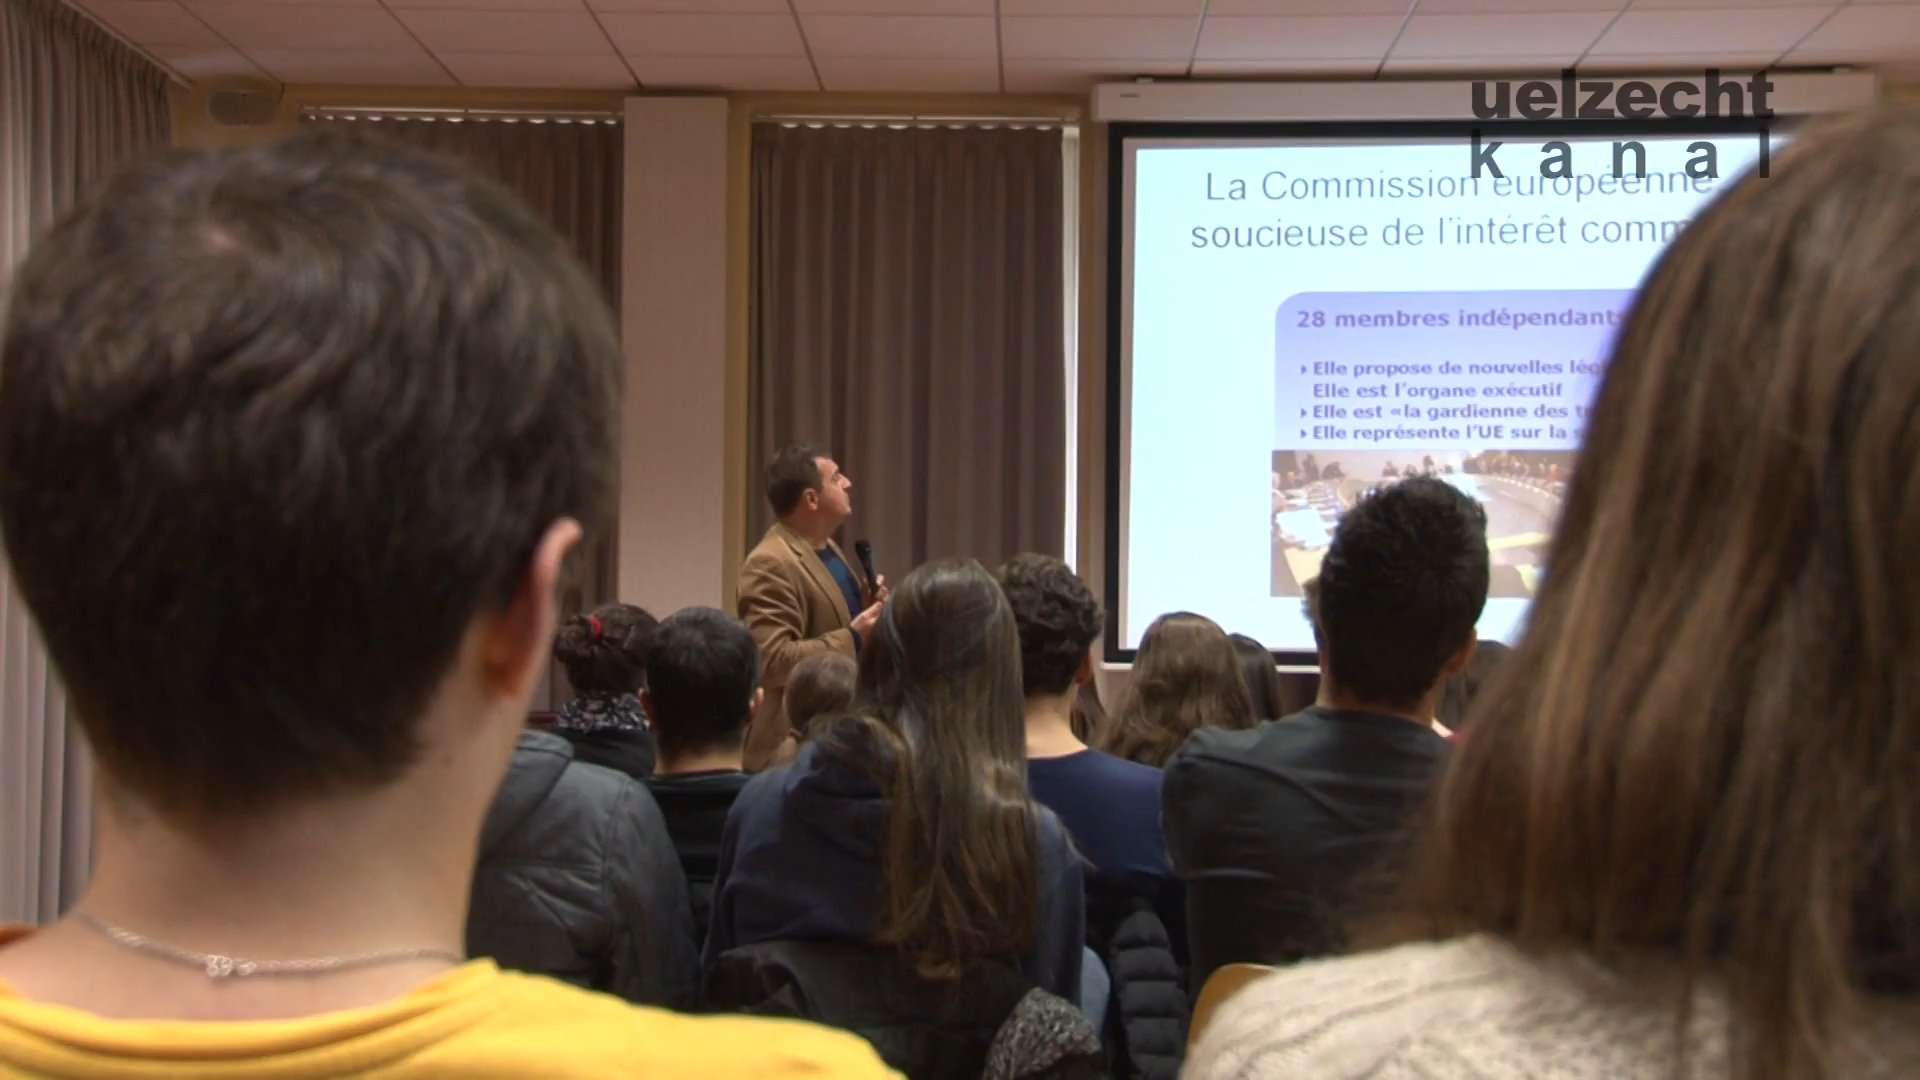 uelzecht
kanal
La Commission européenne
soucieuse de l'intérêt
28 membres indépendants
Elle propose de nouvelles
Elle est l'organe exécutif
Elle est «la gardienne des
Elle représente l'UE sur la